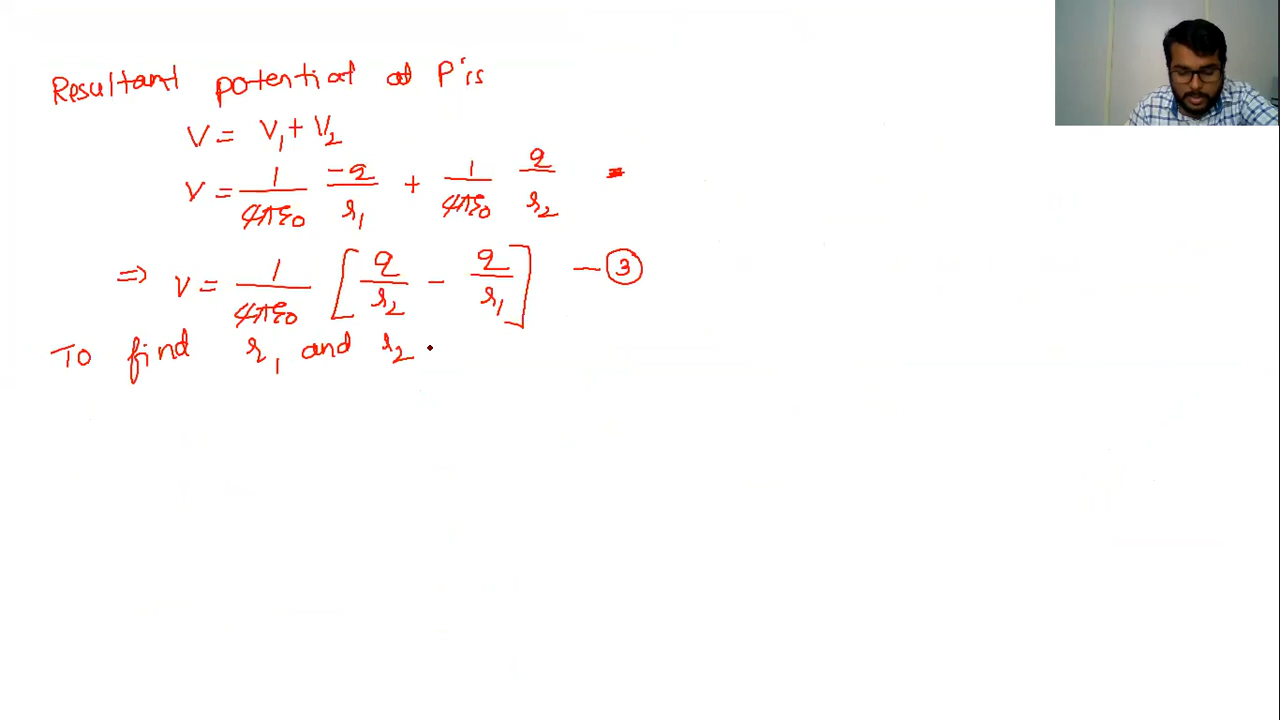 Resultant potential at P is
V = V₁ + V₂
V = 1/4πε₀ -q/r₁ + 1/4πε₀ q/r₂
⇒ V = 1/4πε₀ [q/r₂ - q/r₁] — ③
To find r₁ and r₂